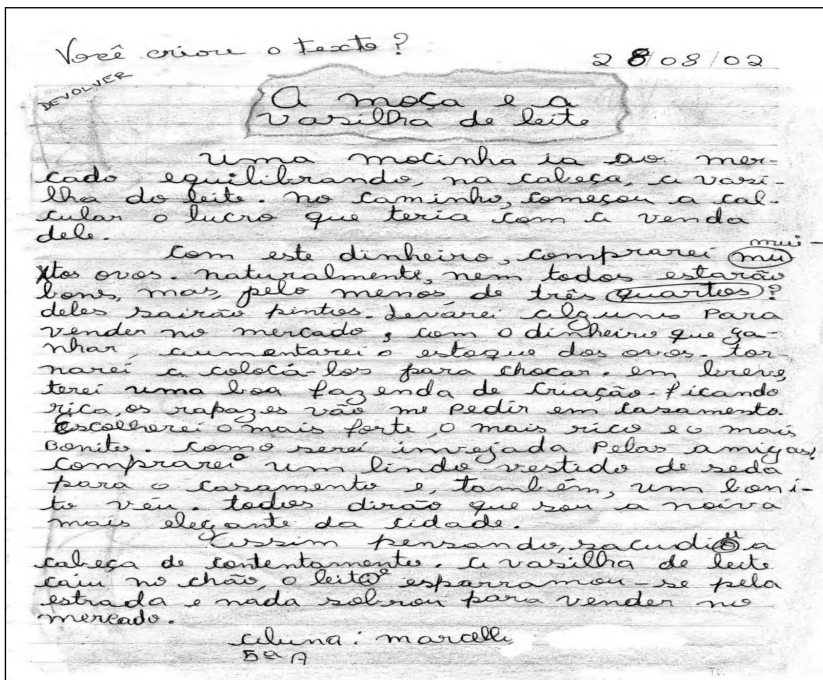 Você criou o texto?
28/08/02
DEVOLVER
A moça e a
vasilha de leite
Uma mocinha ia ao mer-
cado equilibrando, na cabeça, a vasi-
lha do leite. no caminho, começou a cal-
cular o lucro que teria com a venda
dele.
Com este dinheiro, comprarei mui-
mu
tos ovos. naturalmente, nem todos estarão
bons, mas, pelo menos, de três quartos?
deles sairão pintos. Levarei alguns para
vender no mercado, com o dinheiro que ga-
nhar, aumentarei o estoque dos ovos. tor-
narei a colocá-los para chocar. em breve,
terei uma boa fazenda de criação. ficando
rica, os rapazes vão me pedir em casamento.
Escolherei o mais forte, o mais rico e o mais
Bonito. como serei invejada Pelas amigas!
comprarei um lindo vestido de seda
para o casamento e, também, um boni-
to véu. todos dirão que sou a noiva
mais elegante da cidade.
Assim pensando, sacudiu a
cabeça de contentamento. a vasilha de leite
caiu no chão, o leite esparramou-se pela
estrada e nada sobrou para vender no
mercado.
aluna: marcelli
5ª A